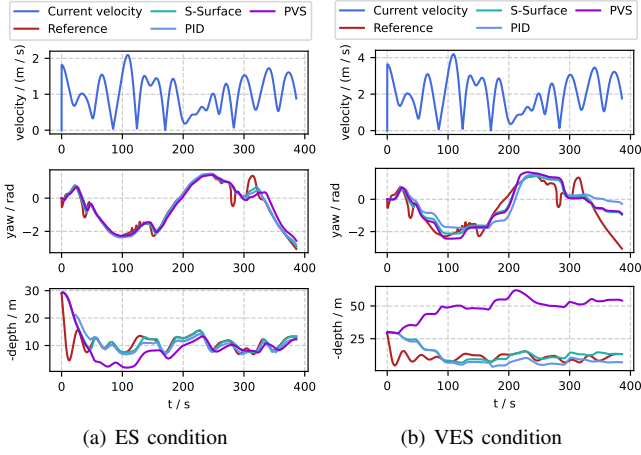 Current velocity S-Surface PVS
Reference PID
velocity / (m / s)
2
1
0
yaw / rad
0
−2
-depth / m
30
20
10
0 100 200 300 400
t / s
(a) ES condition
Current velocity S-Surface PVS
Reference PID
velocity / (m / s)
4
2
0
yaw / rad
0
−2
-depth / m
50
25
0 100 200 300 400
t / s
(b) VES condition